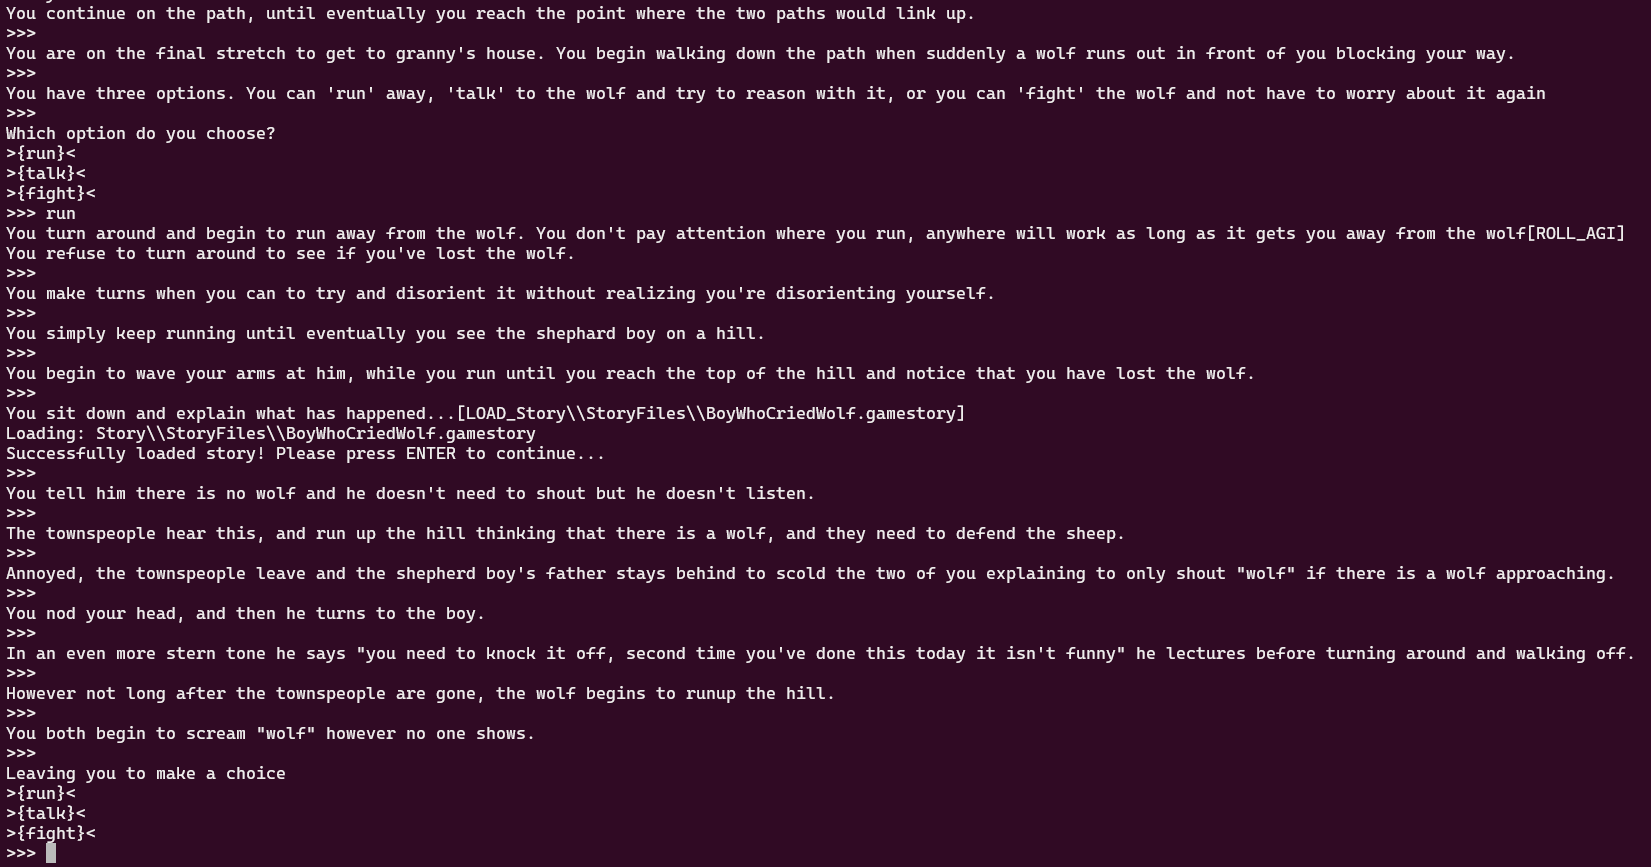 You continue on the path, until eventually you reach the point where the two paths would link up.
>>>
You are on the final stretch to get to granny's house. You begin walking down the path when suddenly a wolf runs out in front of you blocking your way.
>>>
You have three options. You can 'run' away, 'talk' to the wolf and try to reason with it, or you can 'fight' the wolf and not have to worry about it again
>>>
Which option do you choose?
>{run}<
>{talk}<
>{fight}<
>>> run
You turn around and begin to run away from the wolf. You don't pay attention where you run, anywhere will work as long as it gets you away from the wolf[ROLL_AGI]
You refuse to turn around to see if you've lost the wolf.
>>>
You make turns when you can to try and disorient it without realizing you're disorienting yourself.
>>>
You simply keep running until eventually you see the shephard boy on a hill.
>>>
You begin to wave your arms at him, while you run until you reach the top of the hill and notice that you have lost the wolf.
>>>
You sit down and explain what has happened...[LOAD_Story\\StoryFiles\\BoyWhoCriedWolf.gamestory]
Loading: Story\\StoryFiles\\BoyWhoCriedWolf.gamestory
Successfully loaded story! Please press ENTER to continue...
>>>
You tell him there is no wolf and he doesn't need to shout but he doesn't listen.
>>>
The townspeople hear this, and run up the hill thinking that there is a wolf, and they need to defend the sheep.
>>>
Annoyed, the townspeople leave and the shepherd boy's father stays behind to scold the two of you explaining to only shout "wolf" if there is a wolf approaching.
>>>
You nod your head, and then he turns to the boy.
>>>
In an even more stern tone he says "you need to knock it off, second time you've done this today it isn't funny" he lectures before turning around and walking off.
>>>
However not long after the townspeople are gone, the wolf begins to runup the hill.
>>>
You both begin to scream "wolf" however no one shows.
>>>
Leaving you to make a choice
>{run}<
>{talk}<
>{fight}<
>>>